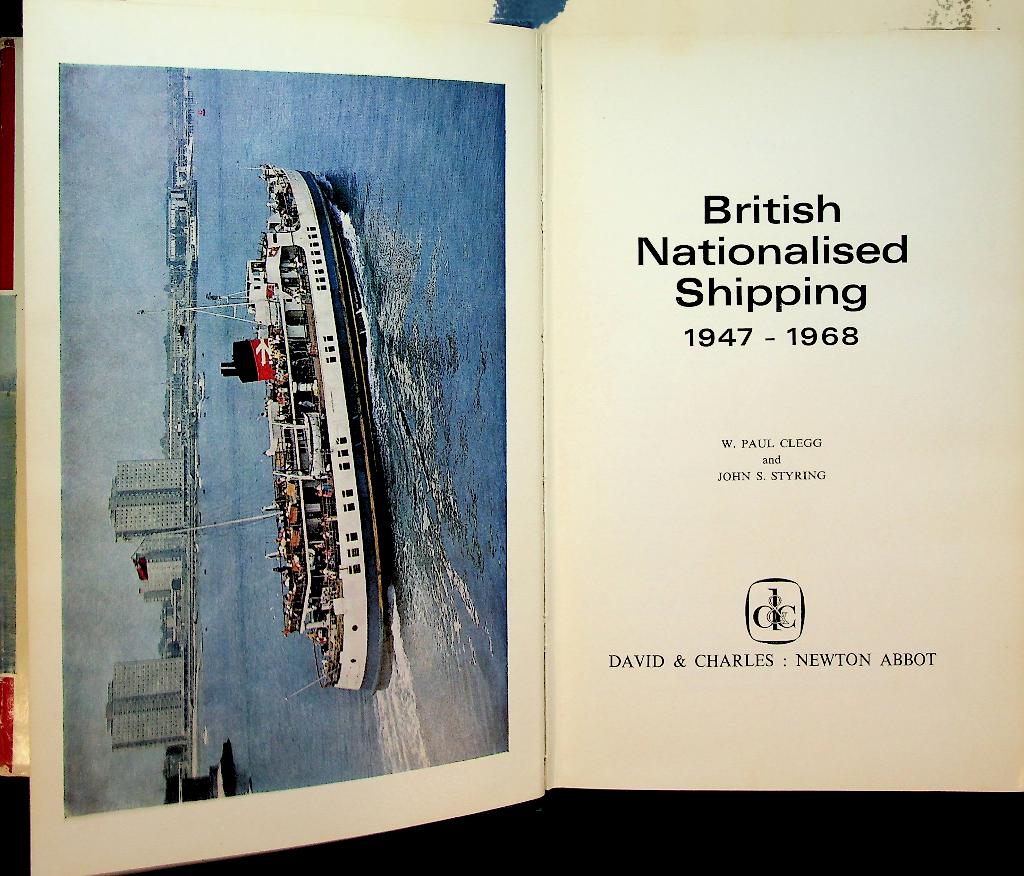 British
Nationalised
Shipping
1947 - 1968
W. PAUL CLEGG
and
JOHN S. STYRING
d&c
DAVID & CHARLES : NEWTON ABBOT